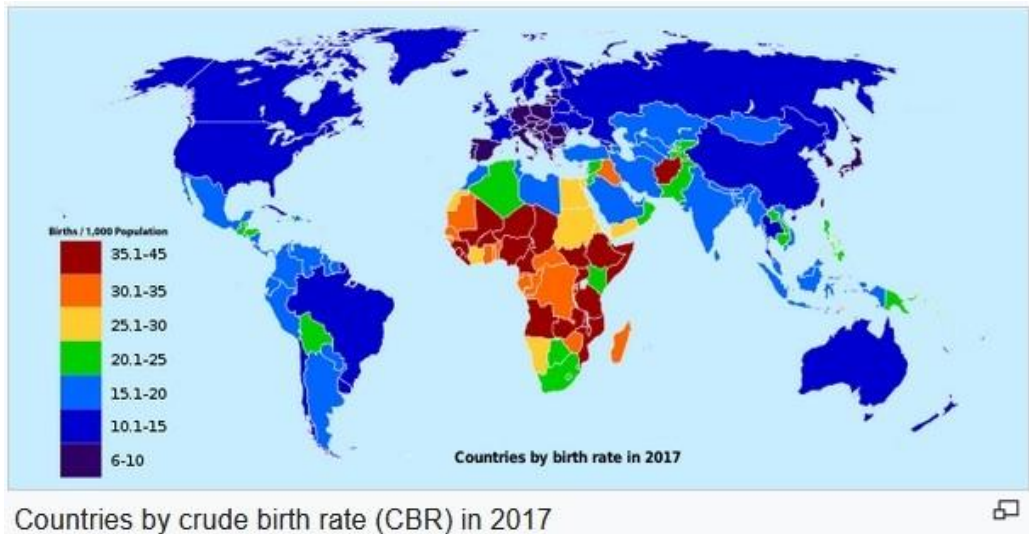 Births / 1,000 Population
35.1-45
30.1-35
25.1-30
20.1-25
15.1-20
10.1-15
6-10
Countries by birth rate in 2017
Countries by crude birth rate (CBR) in 2017